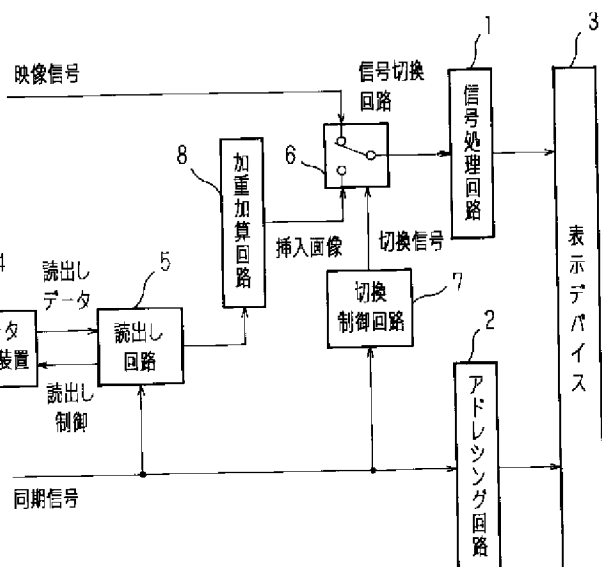 1
3
映像信号
信号切換
回路
信号処理回路
6
8
加重加算回路
挿入画像
切換信号
表示デバイス
4
読出し
データ
5
切換
制御回路
7
タ
装置
読出し
回路
2
読出し
制御
アドレシング回路
同期信号